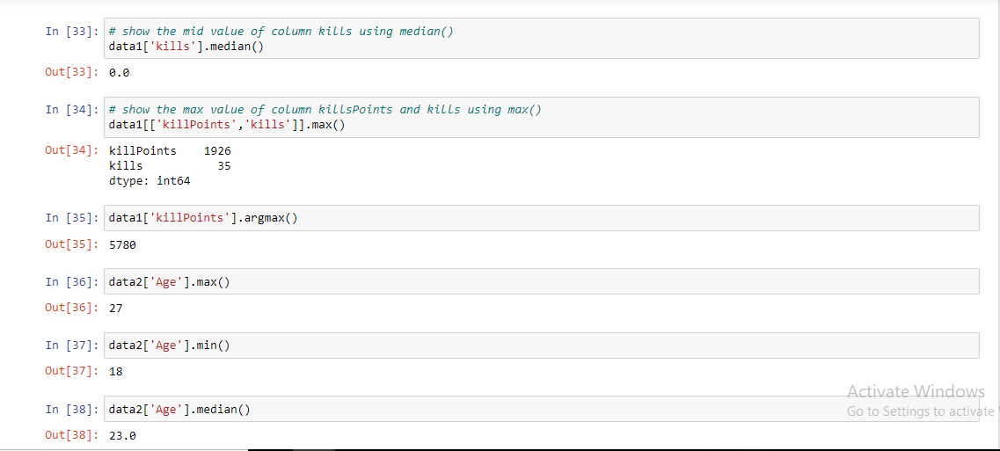 In [33]: # show the mid value of column kills using median()
data1['kills'].median()
Out[33]: 0.0
In [34]: # show the max value of column killsPoints and kills using max()
data1[['killPoints','kills']].max()
Out[34]: killPoints    1926
kills           35
dtype: int64
In [35]: data1['killPoints'].argmax()
Out[35]: 5780
In [36]: data2['Age'].max()
Out[36]: 27
In [37]: data2['Age'].min()
Out[37]: 18
In [38]: data2['Age'].median()
Out[38]: 23.0
Activate Windows
Go to Settings to activate